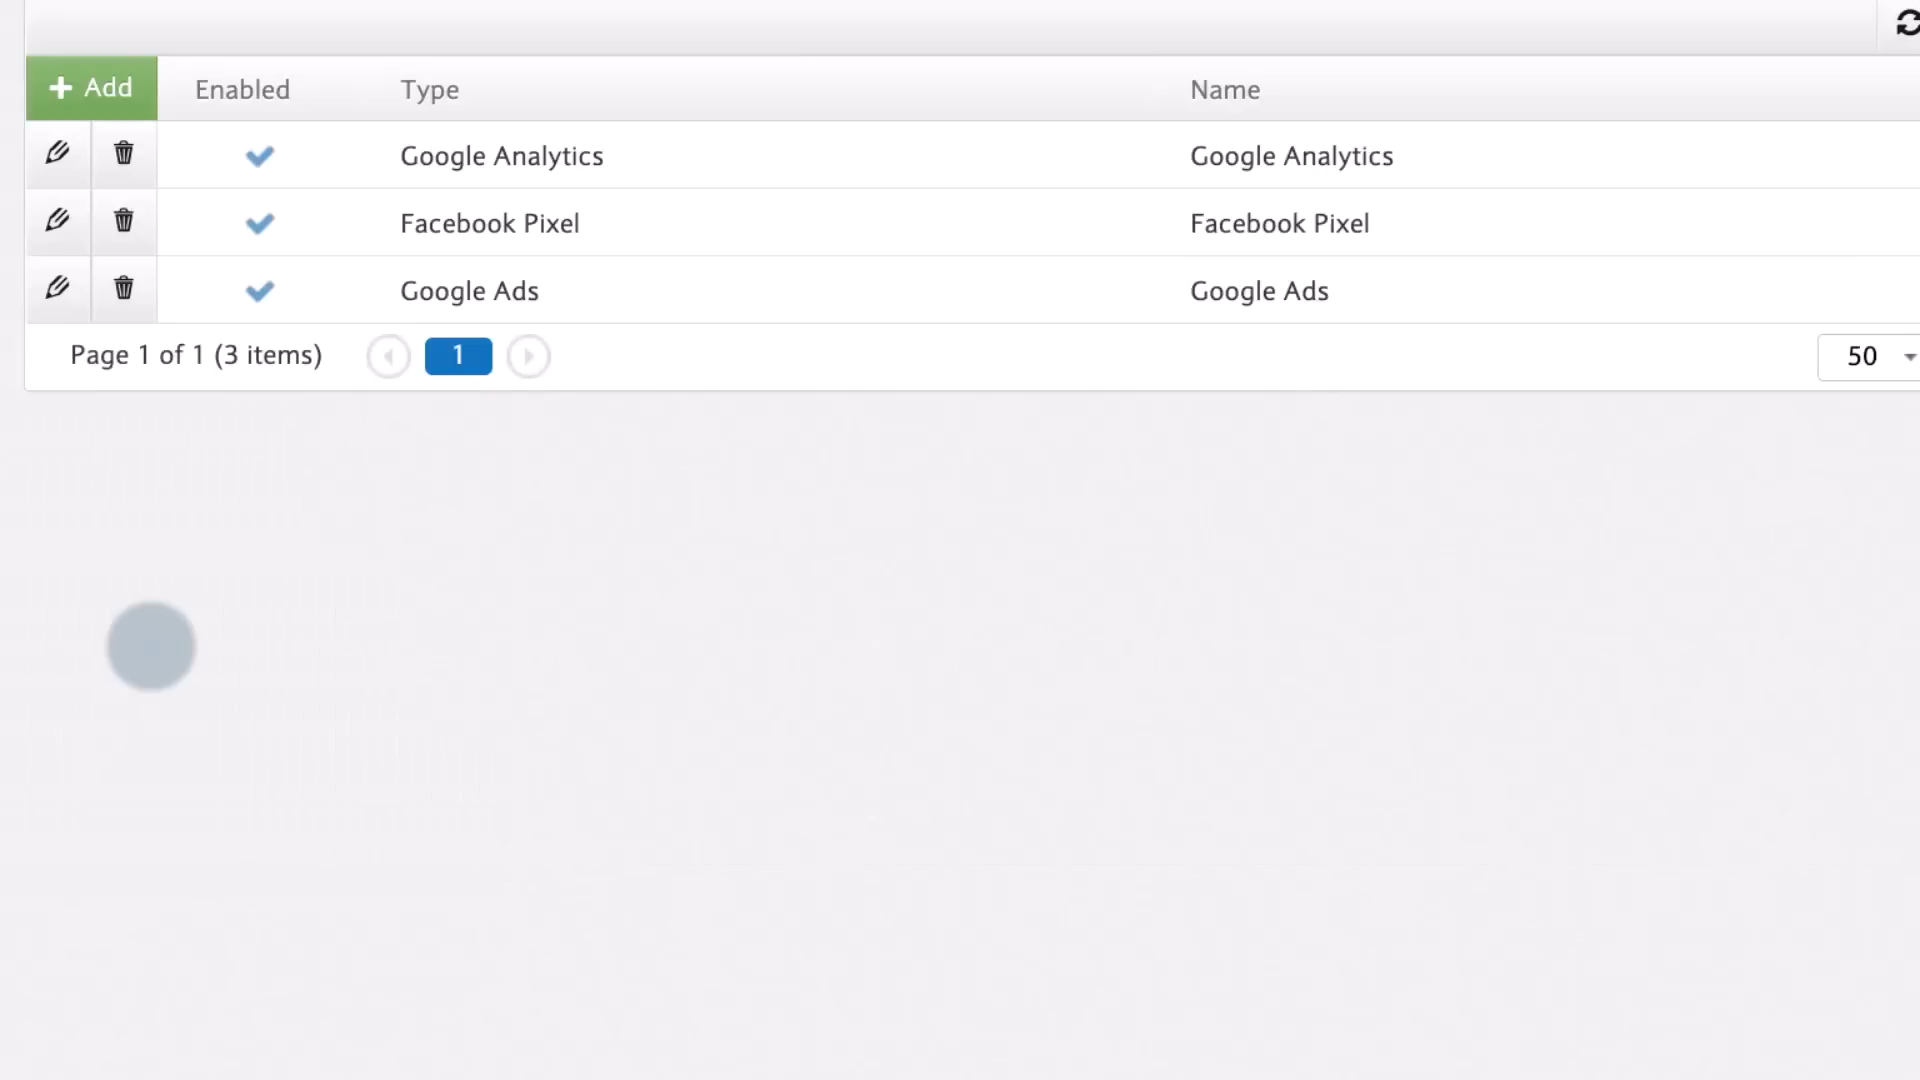 Add Enabled Type Name
Google Analytics Google Analytics
Facebook Pixel Facebook Pixel
Google Ads Google Ads
Page 1 of 1 (3 items) 1 50